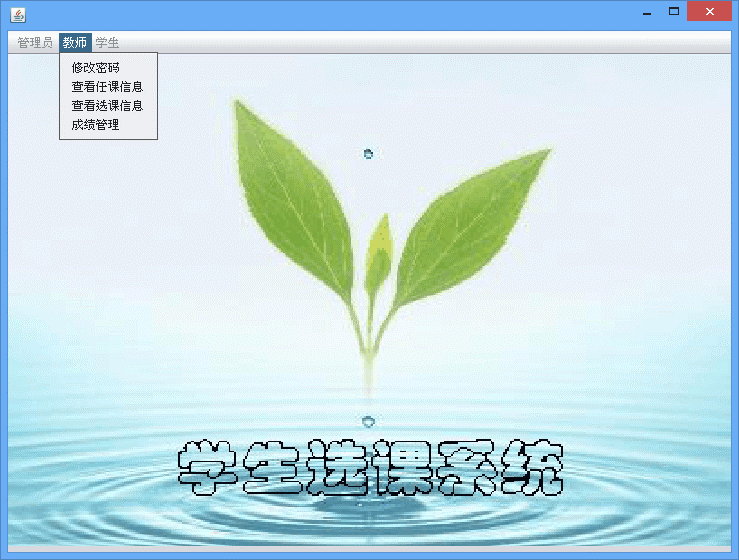 管理员 教师 学生
修改密码
查看任课信息
查看选课信息
成绩管理
学生选课系统